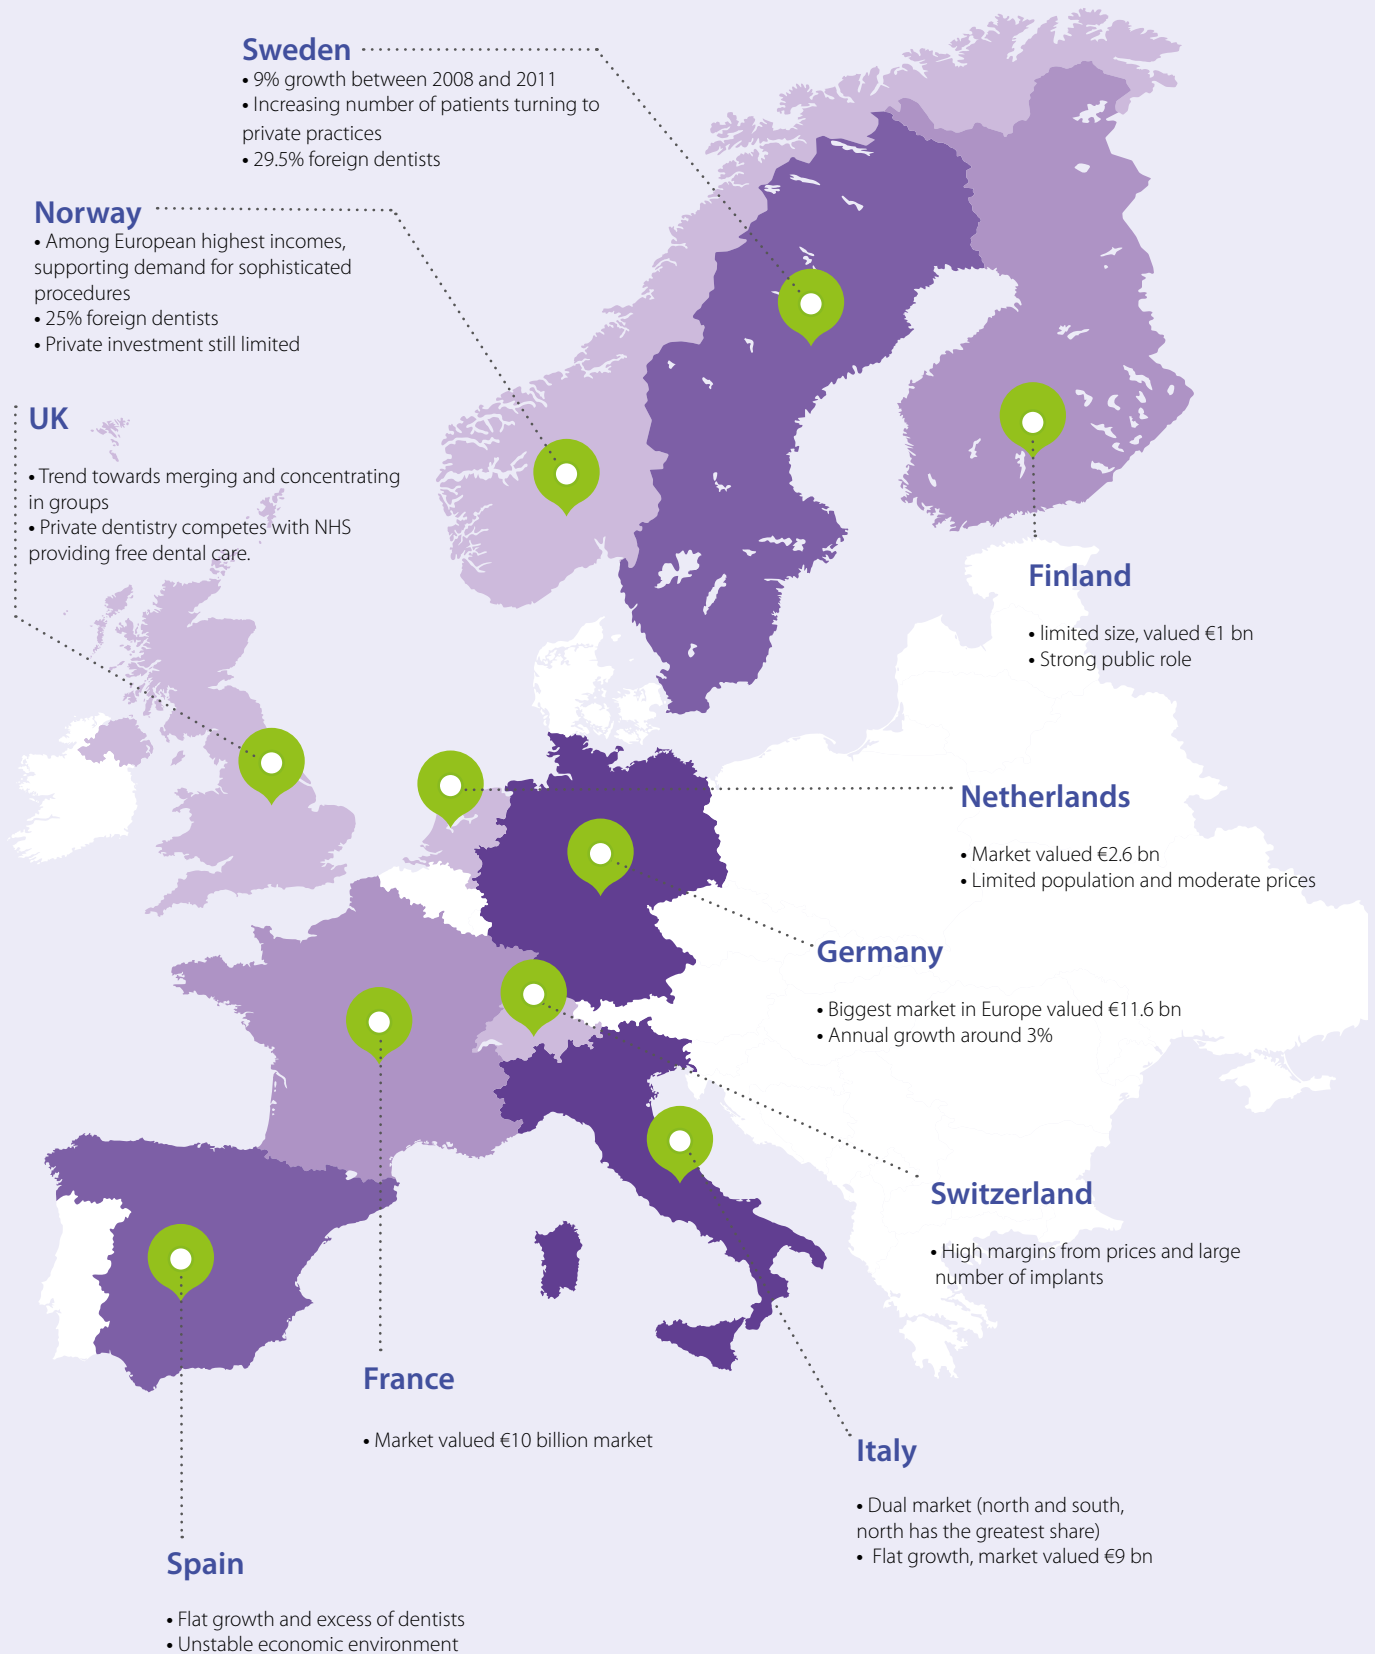 Sweden
• 9% growth between 2008 and 2011
• Increasing number of patients turning to
private practices
• 29.5% foreign dentists
Norway
• Among European highest incomes,
supporting demand for sophisticated
procedures
• 25% foreign dentists
• Private investment still limited
UK
• Trend towards merging and concentrating
in groups
• Private dentistry competes with NHS
providing free dental care.
Finland
• limited size, valued €1 bn
• Strong public role
Netherlands
• Market valued €2.6 bn
• Limited population and moderate prices
Germany
• Biggest market in Europe valued €11.6 bn
• Annual growth around 3%
Switzerland
• High margins from prices and large
number of implants
France
• Market valued €10 billion market
Italy
• Dual market (north and south,
north has the greatest share)
• Flat growth, market valued €9 bn
Spain
• Flat growth and excess of dentists
• Unstable economic environment